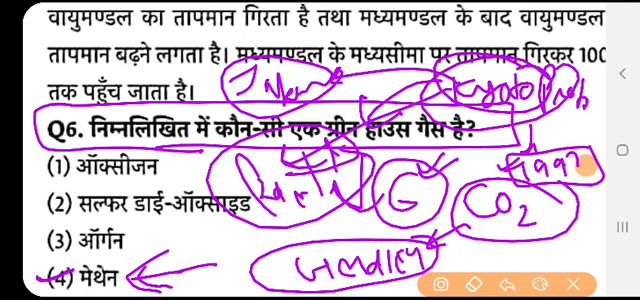 वायुमण्डल का तापमान गिरता है तथा मध्यमण्डल के बाद वायुमण्डल
तापमान बढ़ने लगता है। मध्यमण्डल के मध्यसीमा पर तापमान गिरकर 100
तक पहुँच जाता है।
Kyoto
Q6. निम्नलिखित में कौन-सी एक ग्रीन हाउस गैस है?
1997
(1) ऑक्सीजन
(2) सल्फर डाई-ऑक्साइड
G
CO2
(3) ऑर्गन
जलवायु
(4) मेथेन